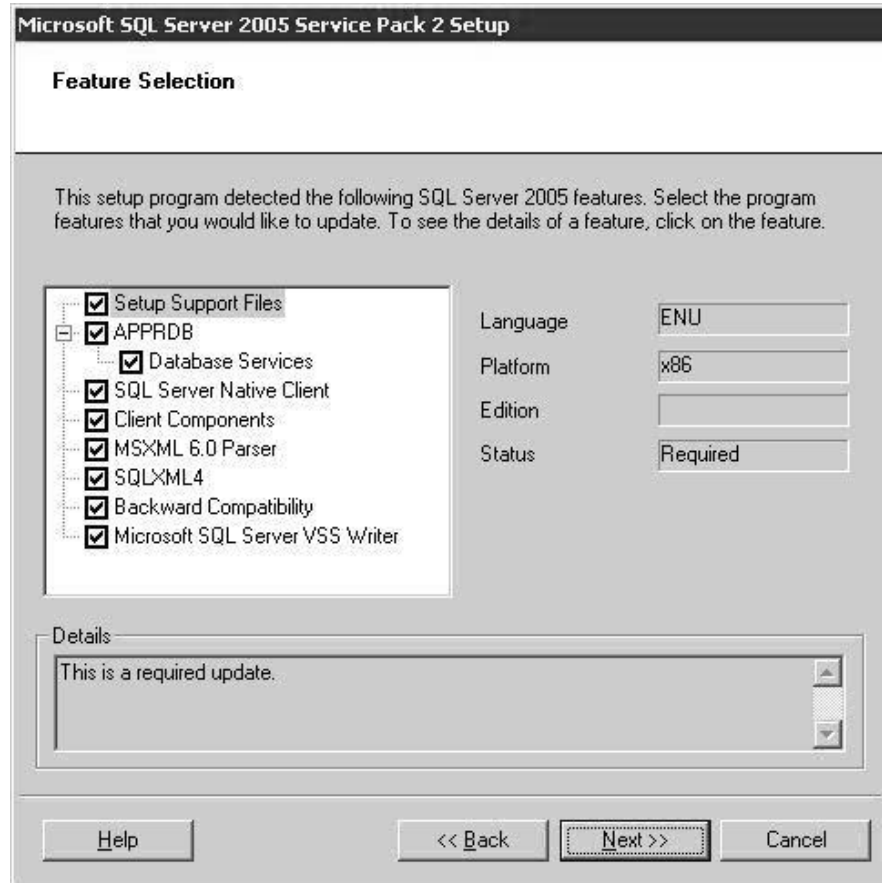 Microsoft SQL Server 2005 Service Pack 2 Setup
Feature Selection
This setup program detected the following SQL Server 2005 features. Select the program
features that you would like to update. To see the details of a feature, click on the feature.
Setup Support Files
APPRDB
Database Services
SQL Server Native Client
Client Components
MSXML 6.0 Parser
SQLXML4
Backward Compatibility
Microsoft SQL Server VSS Writer
Language ENU
Platform x86
Edition
Status Required
Details
This is a required update.
Help << Back Next >> Cancel